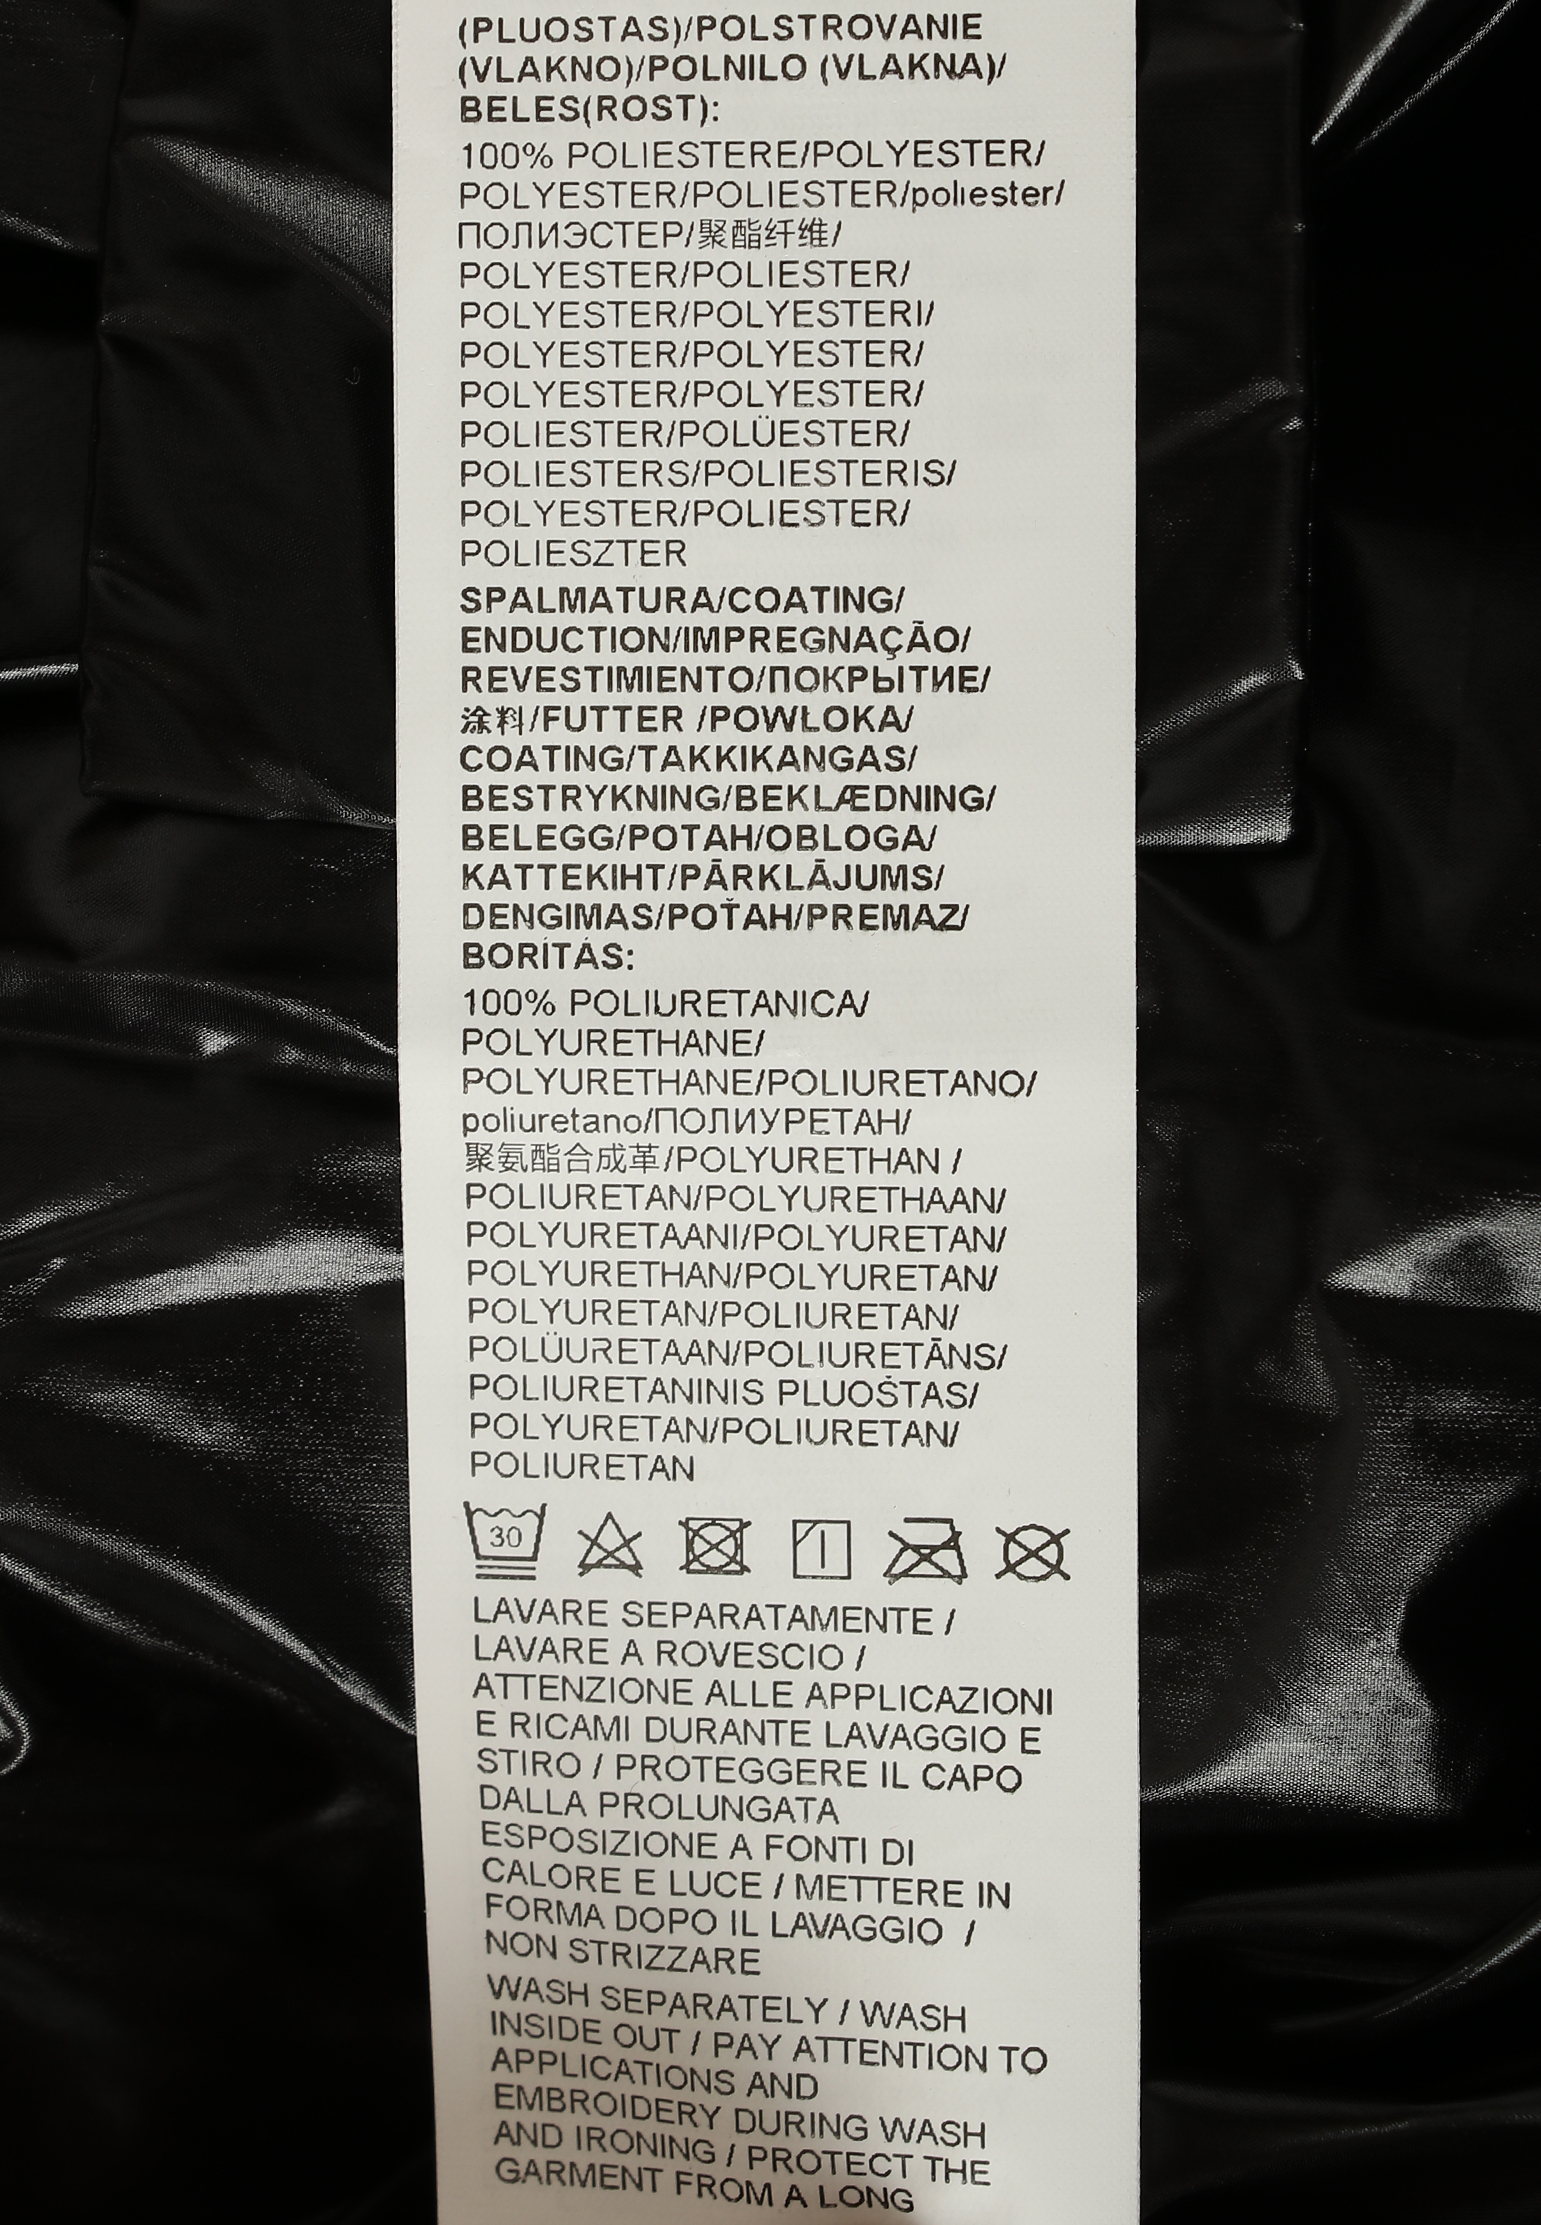 (PLUOSTAS)/POLSTROVANIE
(VLAKNO)/POLNILO (VLAKNA)/
BELES(ROST):
100% POLIESTERE/POLYESTER/
POLYESTER/POLIESTER/poliester/
ПОЛИЭСТЕР/聚酯纤维/
POLYESTER/POLIESTER/
POLYESTER/POLYESTERI/
POLYESTER/POLYESTER/
POLYESTER/POLYESTER/
POLIESTER/POLÜESTER/
POLIESTERS/POLIESTERIS/
POLYESTER/POLIESTER/
POLIESZTER
SPALMATURA/COATING/
ENDUCTION/IMPREGNAÇÃO/
REVESTIMIENTO/ПОКРЫТИЕ/
涂料/FUTTER /POWŁOKA/
COATING/TAKKIKANGAS/
BESTRYKNING/BEKLÆDNING/
BELEGG/POTAH/OBLOGA/
KATTEKIHT/PĀRKLĀJUMS/
DENGIMAS/POŤAH/PREMAZ/
BORÍTÁS:
100% POLIURETANICA/
POLYURETHANE/
POLYURETHANE/POLIURETANO/
poliuretano/ПОЛИУРЕТАН/
聚氨酯合成革/POLYURETHAN /
POLIURETAN/POLYURETHAAN/
POLYURETAANI/POLYURETAN/
POLYURETHAN/POLYURETAN/
POLYURETAN/POLIURETAN/
POLÜURETAAN/POLIURETĀNS/
POLIURETANINIS PLUOŠTAS/
POLYURETAN/POLIURETAN/
POLIURETAN
30
LAVARE SEPARATAMENTE /
LAVARE A ROVESCIO /
ATTENZIONE ALLE APPLICAZIONI
E RICAMI DURANTE LAVAGGIO E
STIRO / PROTEGGERE IL CAPO
DALLA PROLUNGATA
ESPOSIZIONE A FONTI DI
CALORE E LUCE / METTERE IN
FORMA DOPO IL LAVAGGIO /
NON STRIZZARE
WASH SEPARATELY / WASH
INSIDE OUT / PAY ATTENTION TO
APPLICATIONS AND
EMBROIDERY DURING WASH
AND IRONING / PROTECT THE
GARMENT FROM A LONG